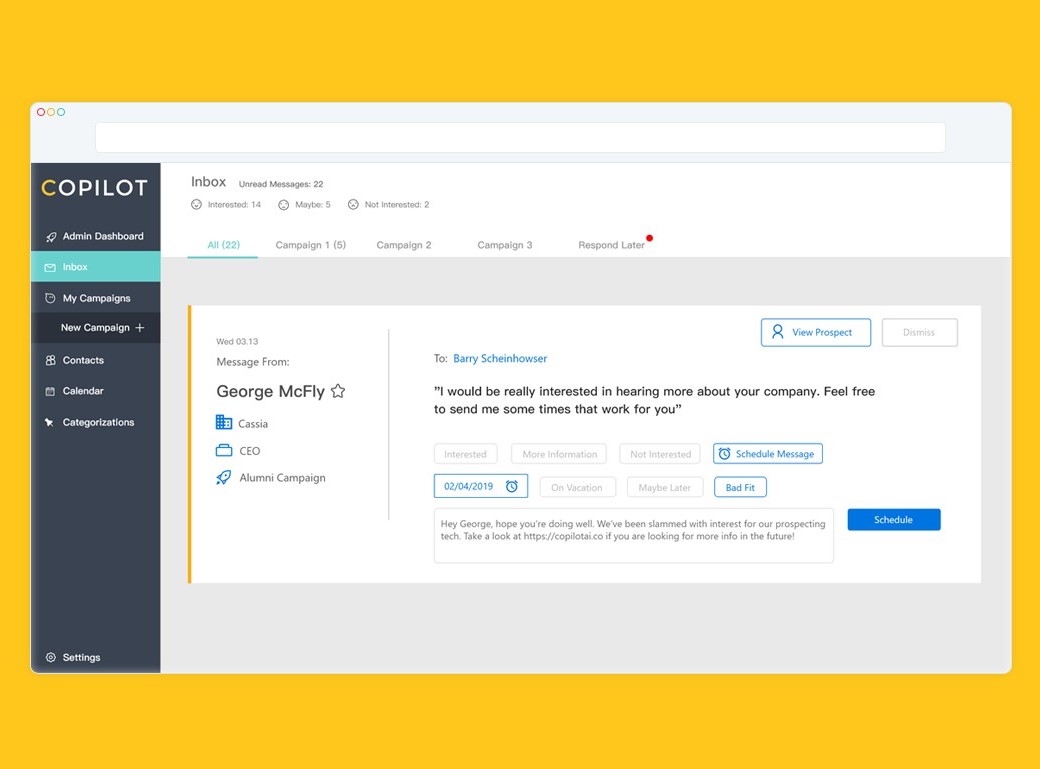 COPILOT
Admin Dashboard
Inbox
My Campaigns
New Campaign +
Contacts
Calendar
Categorizations
Settings
Inbox Unread Messages: 22
Interested: 14 Maybe: 5 Not Interested: 2
All (22) Campaign 1 (5) Campaign 2 Campaign 3 Respond Later
View Prospect Dismiss
Wed 03.13
Message From:
George McFly
Cassia
CEO
Alumni Campaign
To: Barry Scheinhowser
”I would be really interested in hearing more about your company. Feel free
to send me some times that work for you”
Interested More Information Not Interested Schedule Message
02/04/2019 On Vacation Maybe Later Bad Fit
Hey George, hope you're doing well. We've been slammed with interest for our prospecting
tech. Take a look at https://copilotai.co if you are looking for more info in the future!
Schedule